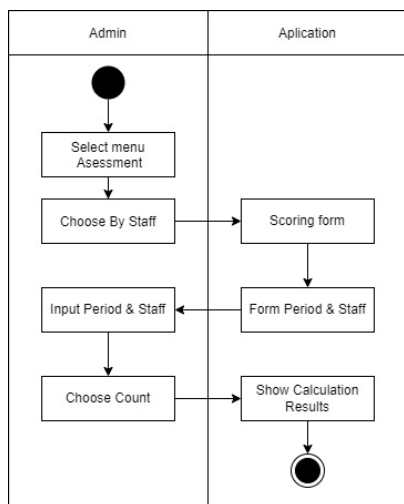 Admin
Aplication
Select menu
Asessment
Choose By Staff
Scoring form
Input Period & Staff
Form Period & Staff
Choose Count
Show Calculation
Results